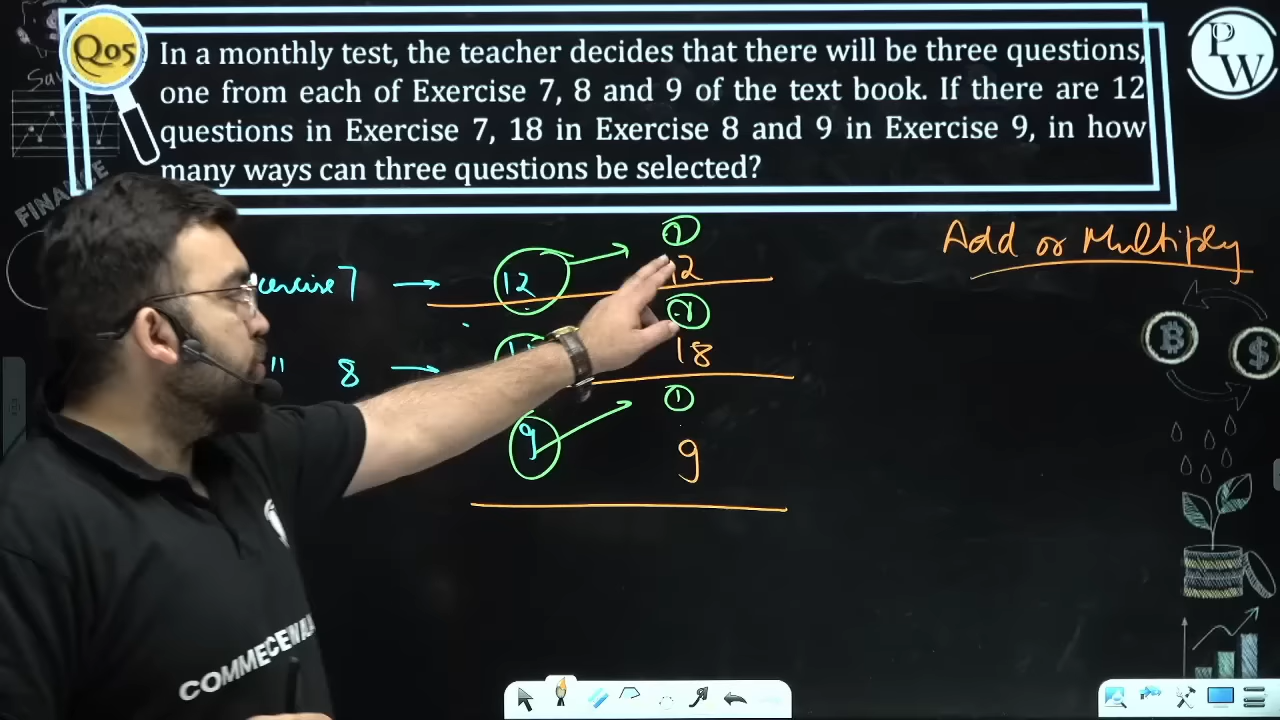 Q05
In a monthly test, the teacher decides that there will be three questions,
one from each of Exercise 7, 8 and 9 of the text book. If there are 12
questions in Exercise 7, 18 in Exercise 8 and 9 in Exercise 9, in how
many ways can three questions be selected?
PW
FINANCE
Add or Multiply
7 → 12 12
1
" 8 → 18
1
9 9
COMMECEWALA